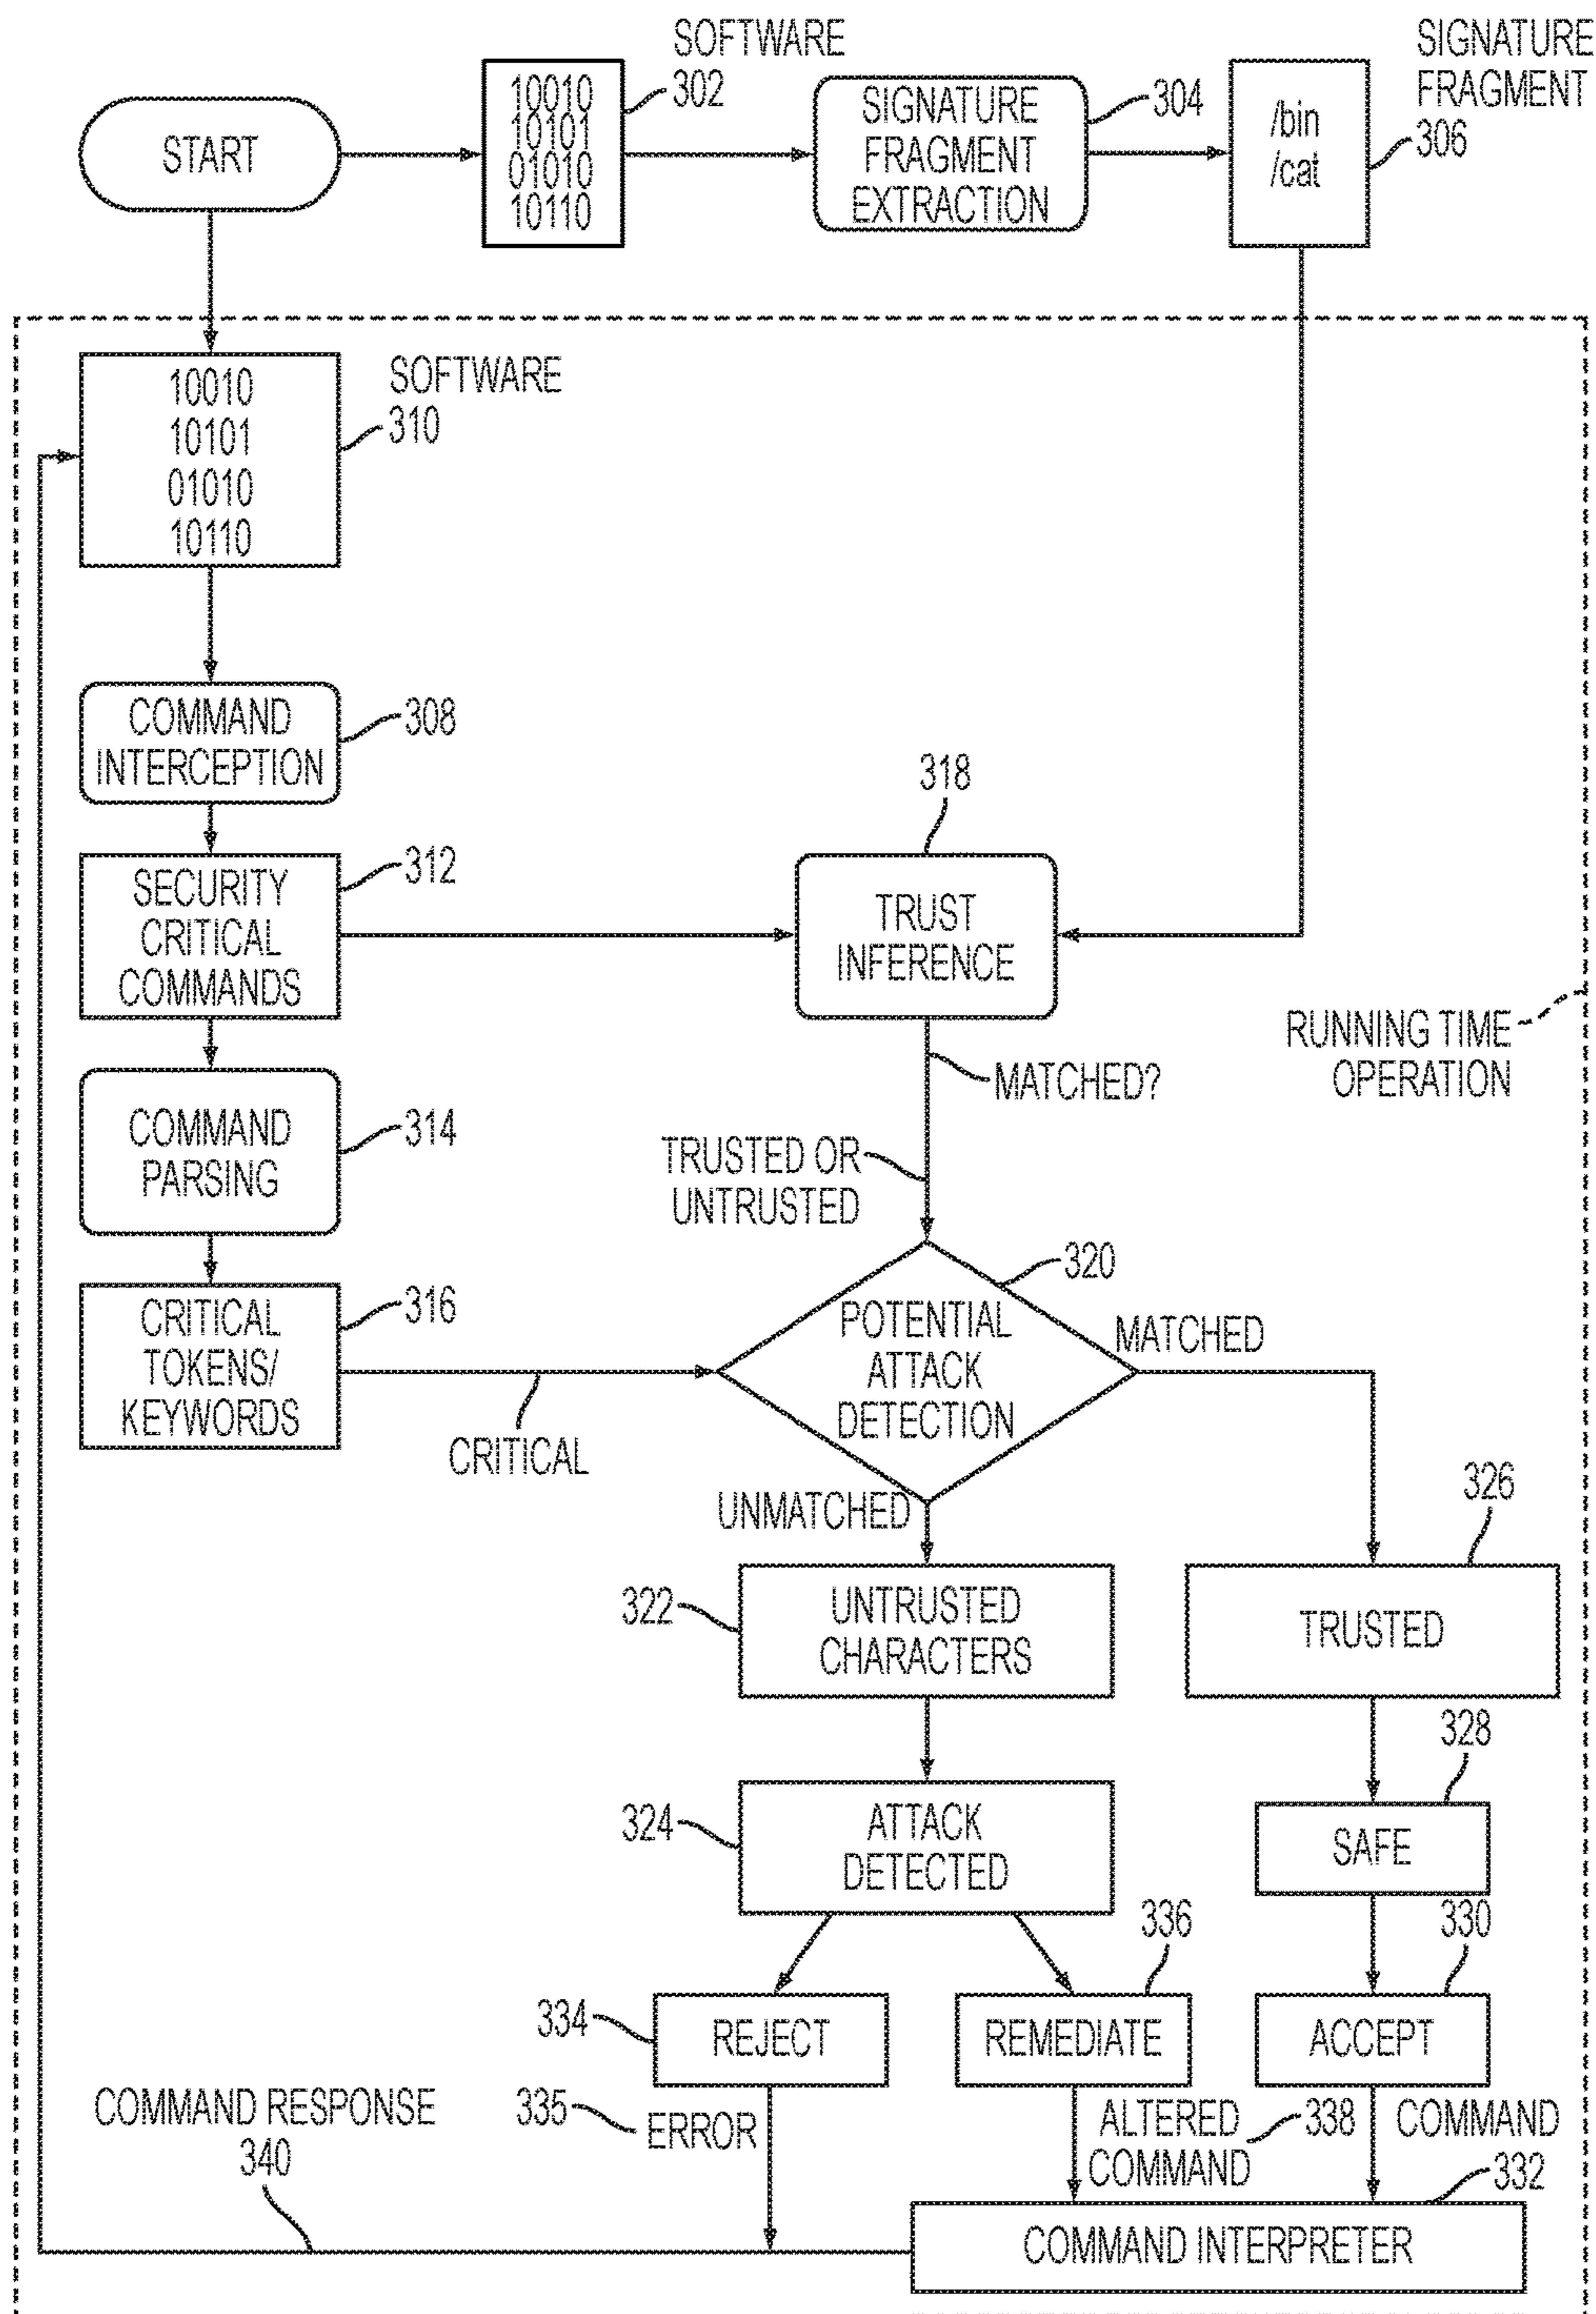 START
10010
10101
01010
10110
SOFTWARE
302
SIGNATURE
FRAGMENT
EXTRACTION
304
/bin
/cat
SIGNATURE
FRAGMENT
306
10010
10101
01010
10110
SOFTWARE
310
COMMAND
INTERCEPTION
308
SECURITY
CRITICAL
COMMANDS
312
318
TRUST
INFERENCE
RUNNING TIME
OPERATION
MATCHED?
COMMAND
PARSING
314
TRUSTED OR
UNTRUSTED
CRITICAL
TOKENS/
KEYWORDS
316
CRITICAL
320
POTENTIAL
ATTACK
DETECTION
MATCHED
UNMATCHED
326
322
UNTRUSTED
CHARACTERS
TRUSTED
328
324
ATTACK
DETECTED
SAFE
336
330
334
REJECT
REMEDIATE
ACCEPT
COMMAND RESPONSE
340
335
ERROR
ALTERED
COMMAND
338
COMMAND
332
COMMAND INTERPRETER